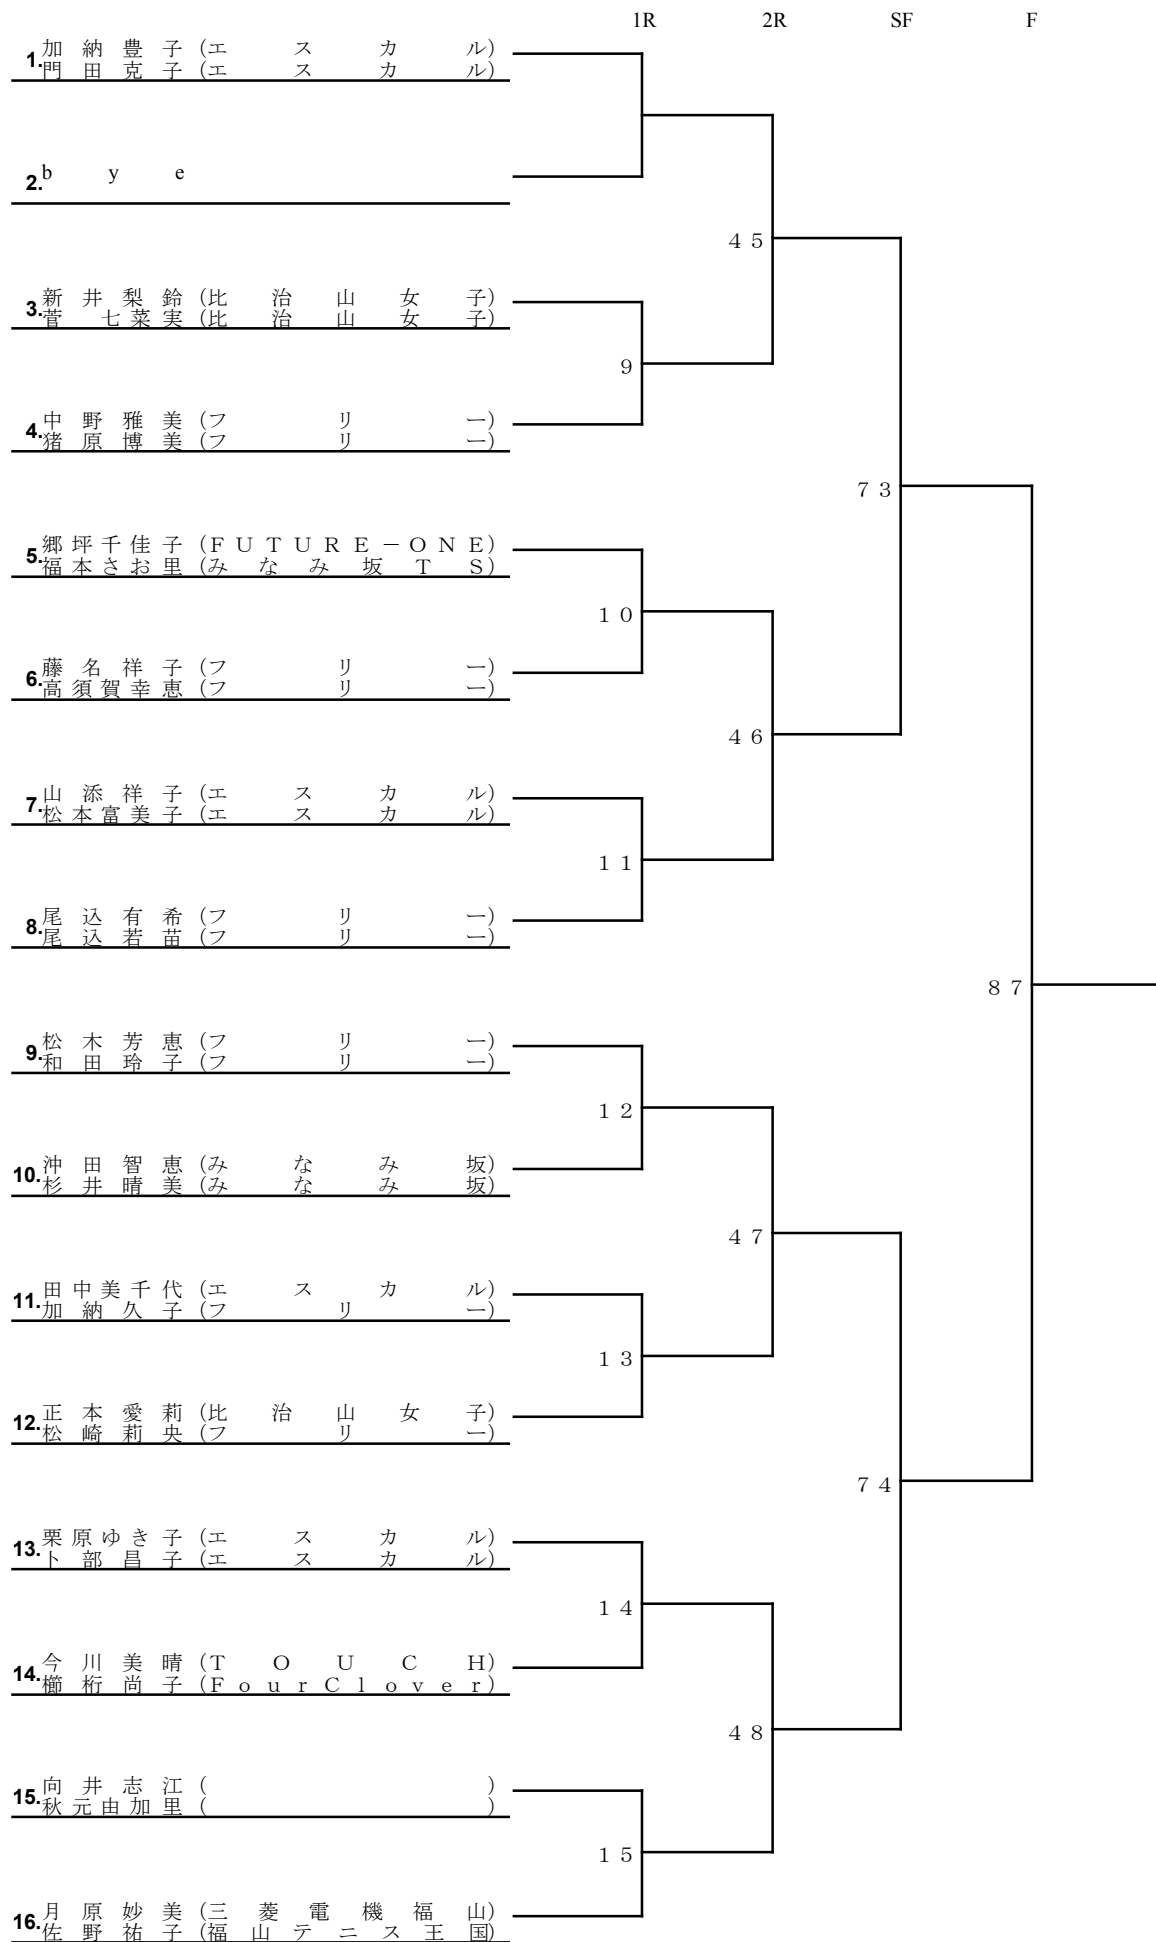 1R 2R SF F
1. 加納豊子(エスカル)
門田克子(エスカル)
2. bye
45
3. 新井梨鈴(比治山女子)
菅 七菜実(比治山女子)
9
4. 中野雅美(フリー)
猪原博美(フリー)
73
5. 郷坪千佳子(FUTURE-ONE)
福本さお里(みなみ坂TS)
10
6. 藤名祥子(フリー)
高須賀幸恵(フリー)
46
7. 山添祥子(エスカル)
松本富美子(エスカル)
11
8. 尾込有希(フリー)
尾込若苗(フリー)
87
9. 松木芳恵(フリー)
和田玲子(フリー)
12
10. 沖田智恵(みなみ坂)
杉井晴美(みなみ坂)
47
11. 田中美千代(エスカル)
加納久子(フリー)
13
12. 正本愛莉(比治山女子)
松崎莉央(フリー)
74
13. 栗原ゆき子(エスカル)
卜部昌子(エスカル)
14
14. 今川美晴(TOUCH)
櫛桁尚子(FourClover)
48
15. 向井志江( )
秋元由加里( )
15
16. 月原妙美(三菱電機福山)
佐野祐子(福山テニス王国)